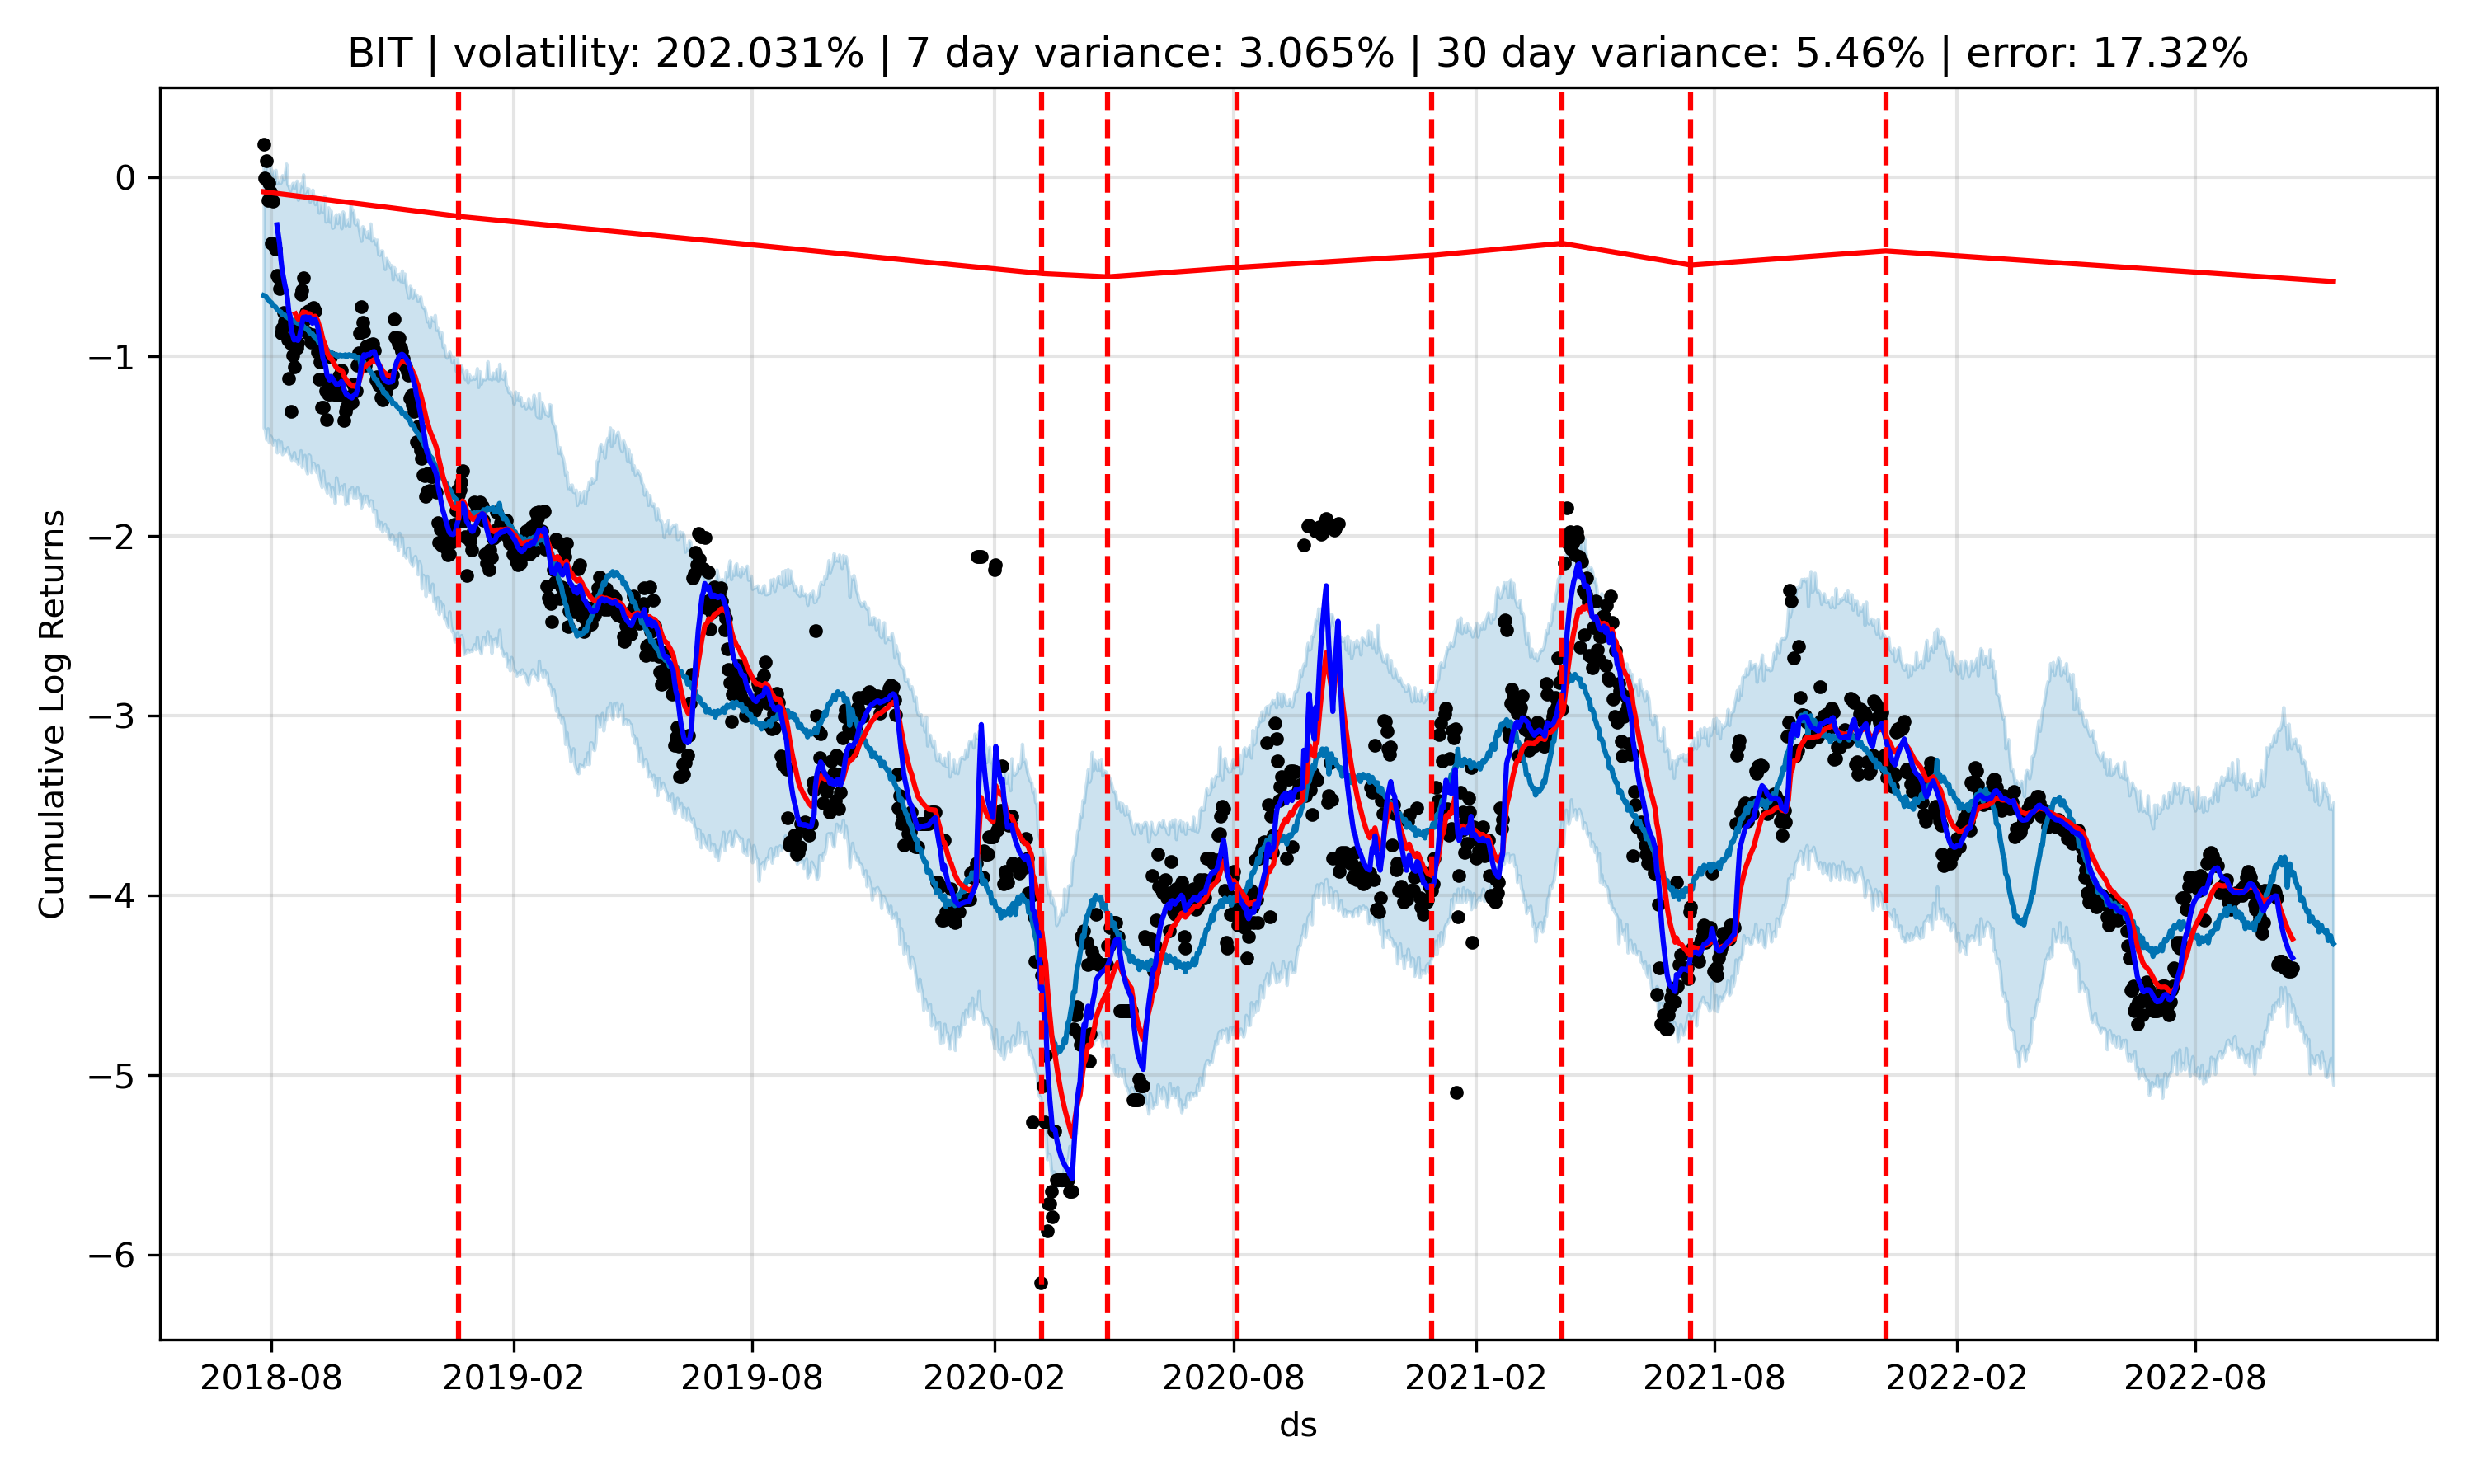 BIT | volatility: 202.031% | 7 day variance: 3.065% | 30 day variance: 5.46% | error: 17.32%
Cumulative Log Returns
0
−1
−2
−3
−4
−5
−6
2018-08 2019-02 2019-08 2020-02 2020-08 2021-02 2021-08 2022-02 2022-08
ds